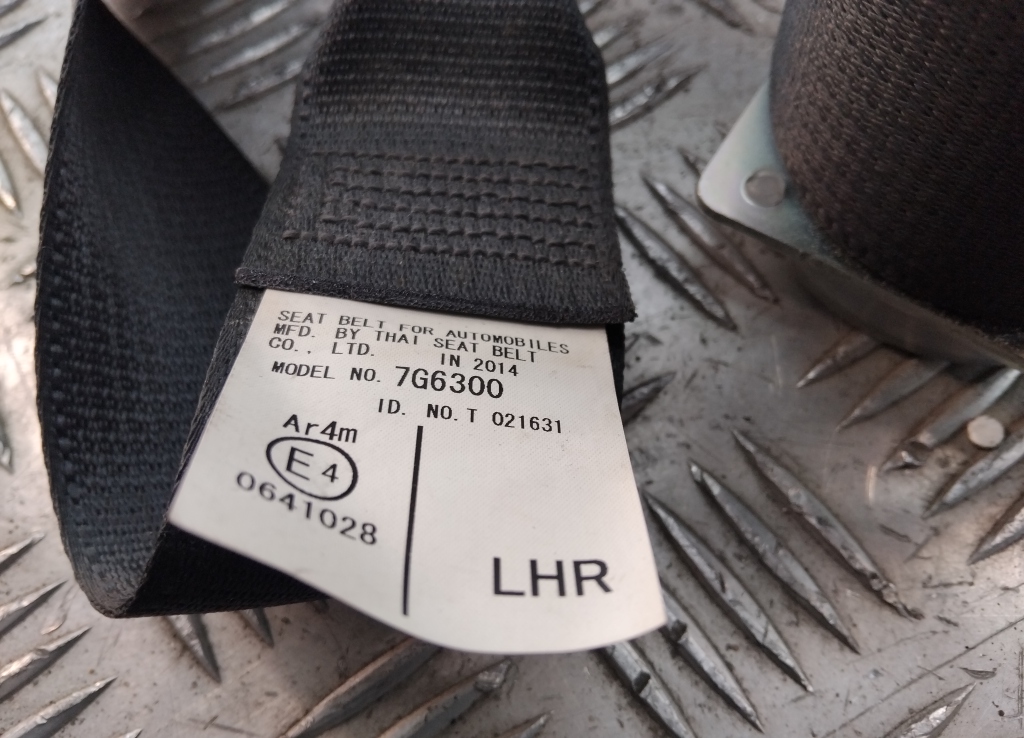 SEAT BELT FOR AUTOMOBILES
MFD. BY THAI SEAT BELT
CO., LTD. IN 2014
MODEL NO. 7G6300
ID. NO. T 021631
Ar4m
E4
0641028
LHR